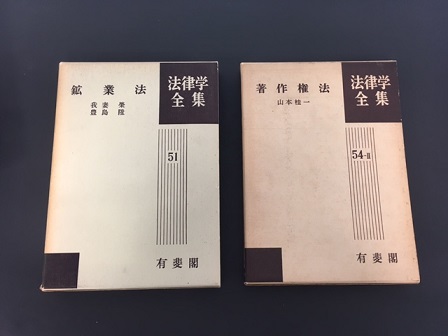 鉱業法
我妻榮
豊島陞
法律学
全集
51
有斐閣
著作権法
山本桂一
法律学
全集
54-II
有斐閣